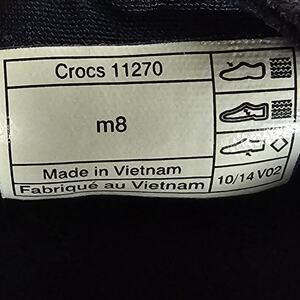 Crocs 11270
m8
Made in Vietnam
Fabriqué au Vietnam
10/14 V02